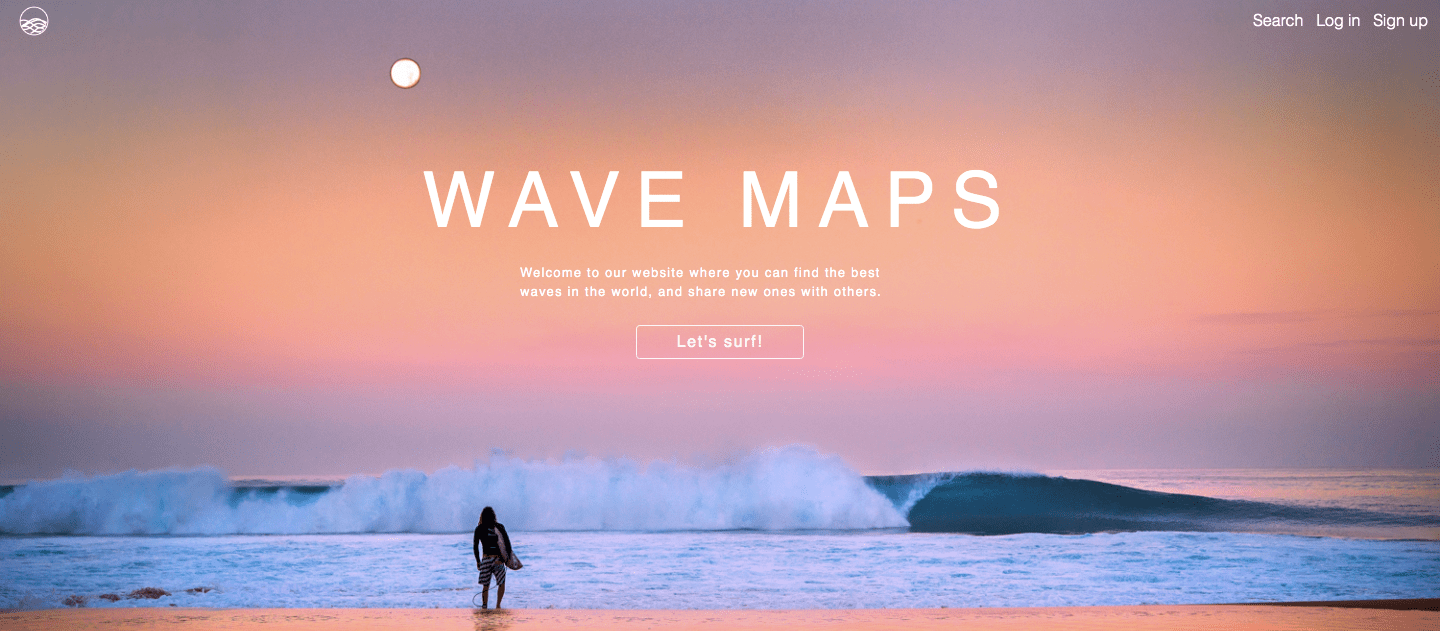 Search Log in Sign up
WAVE MAPS
Welcome to our website where you can find the best
waves in the world, and share new ones with others.
Let's surf!